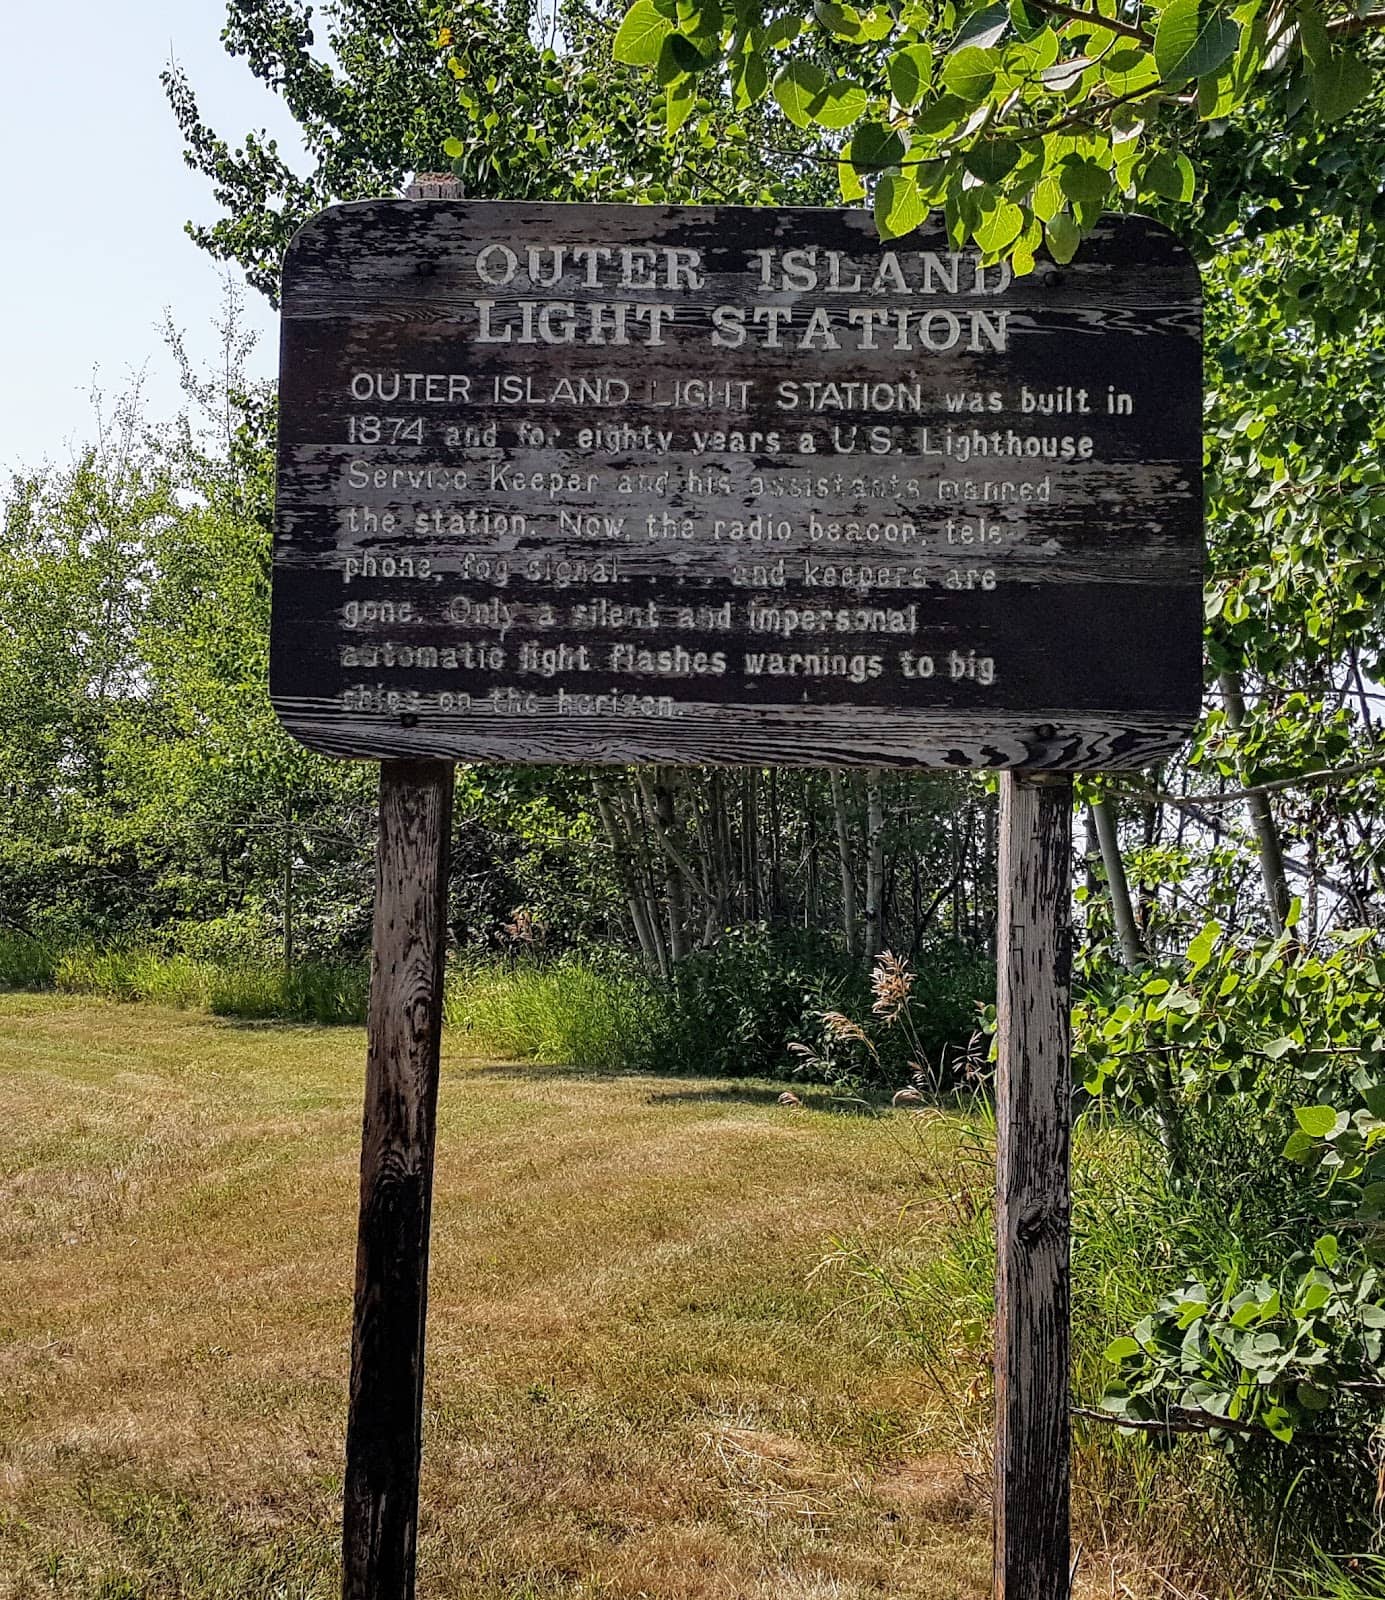 OUTER ISLAND
LIGHT STATION
OUTER ISLAND LIGHT STATION was built in
1874 and for eighty years a U.S. Lighthouse
Service Keeper and his assistants manned
the station. Now, the radio beacon, tele-
phone, fog signal. . . . and keepers are
gone. Only a silent and impersonal
automatic light flashes warnings to big
ships on the horizon.